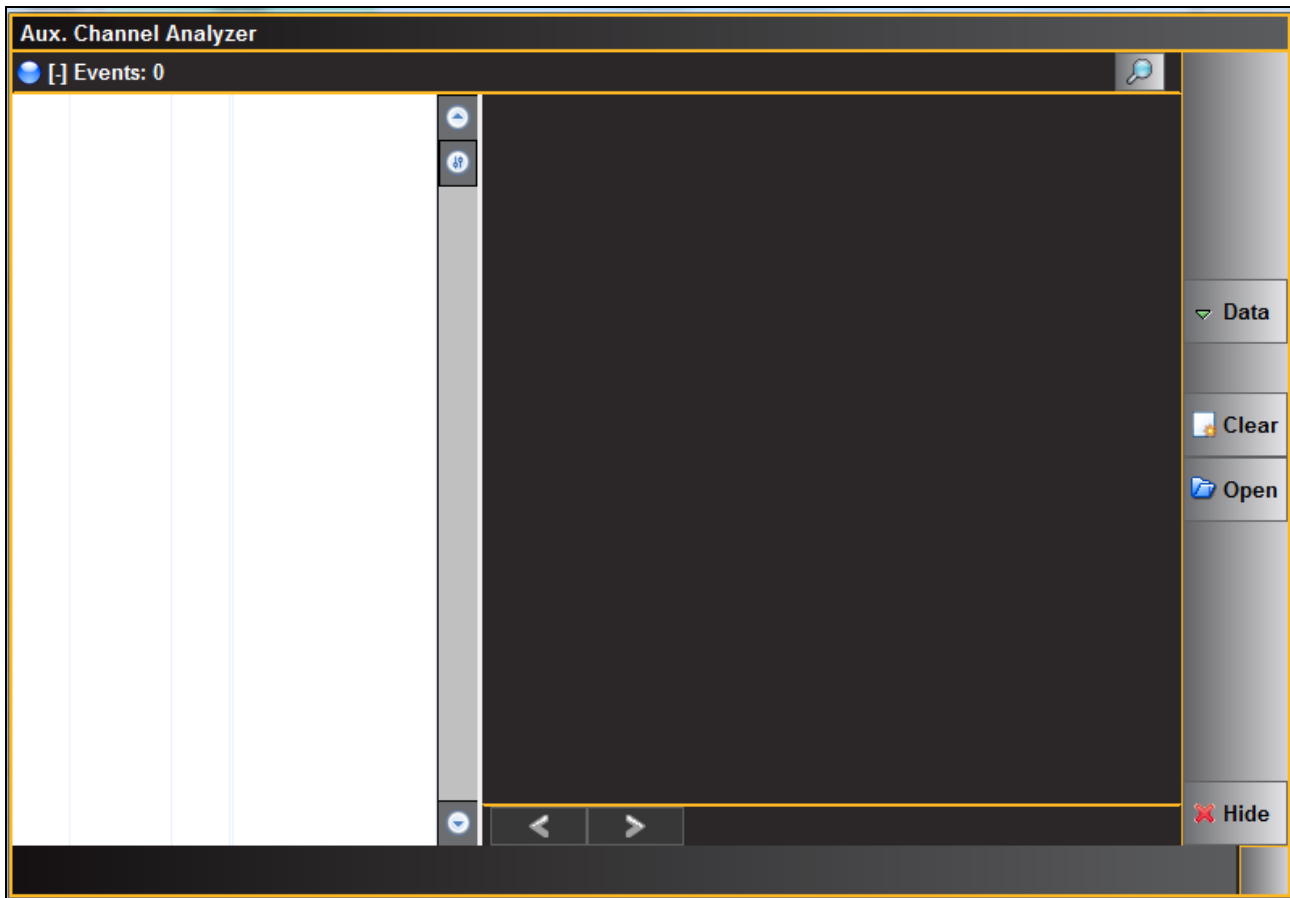 Aux. Channel Analyzer
[-] Events: 0
Data
Clear
Open
Hide